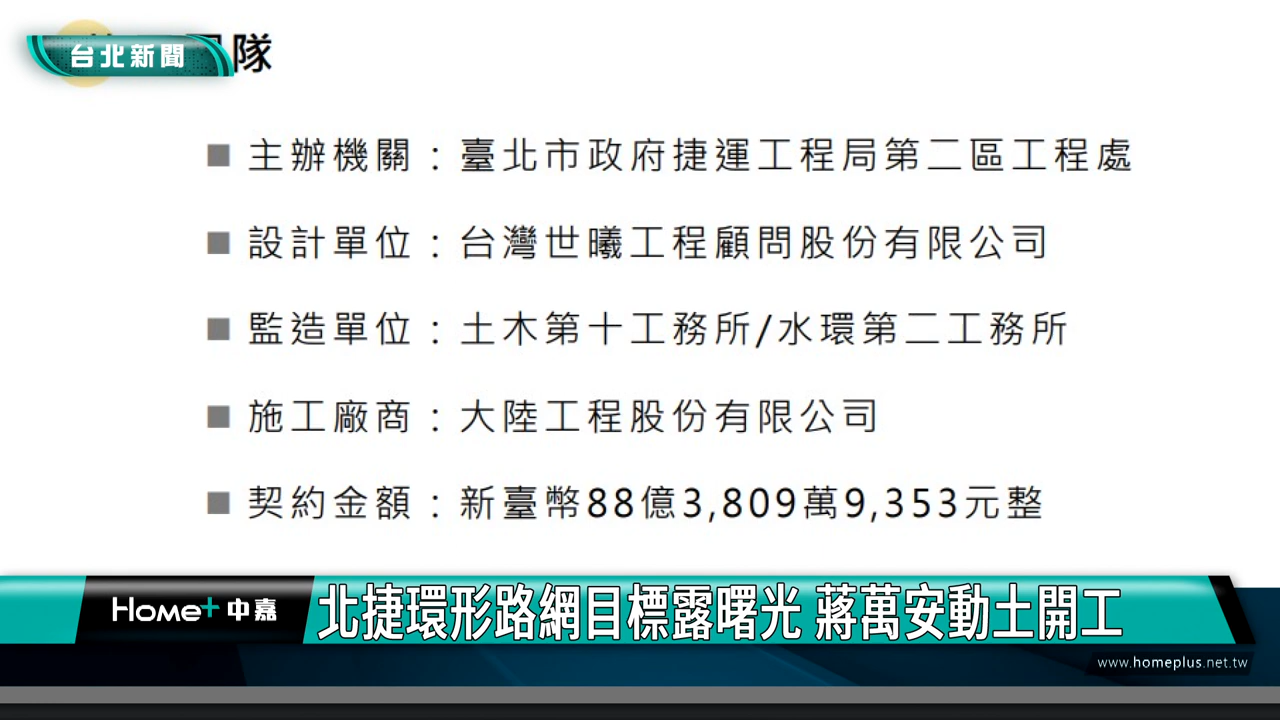 台北新聞
隊
主辦機關：臺北市政府捷運工程局第二區工程處
設計單位：台灣世曦工程顧問股份有限公司
監造單位：土木第十工務所/水環第二工務所
施工廠商：大陸工程股份有限公司
契約金額：新臺幣88億3,809萬9,353元整
Home+中嘉
北捷環形路網目標露曙光 蔣萬安動土開工
www.homeplus.net.tw